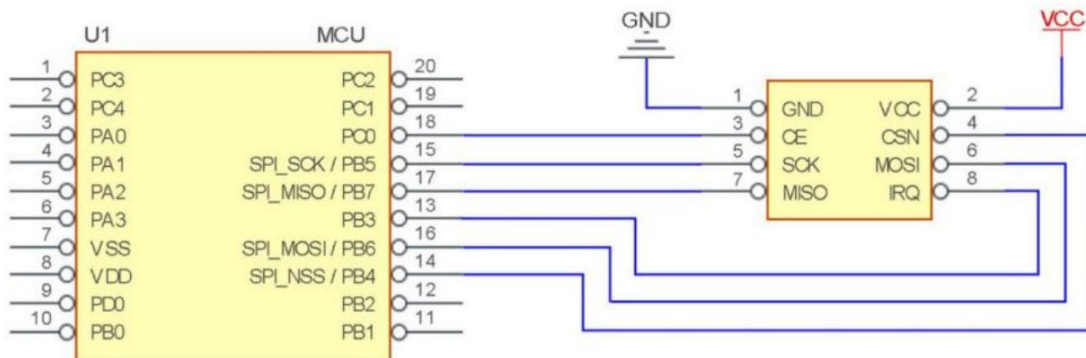 GND
VCC
U1 MCU
1 PC3 PC2 20
2 PC4 PC1 19
3 PA0 PC0 18
4 PA1 SPI_SCK / PB5 15
5 PA2 SPI_MISO / PB7 17
6 PA3 PB3 13
7 VSS SPI_MOSI / PB6 16
8 VDD SPI_NSS / PB4 14
9 PD0 PB2 12
10 PB0 PB1 11
1 GND VCC 2
3 CE CSN 4
5 SCK MOSI 6
7 MISO IRQ 8